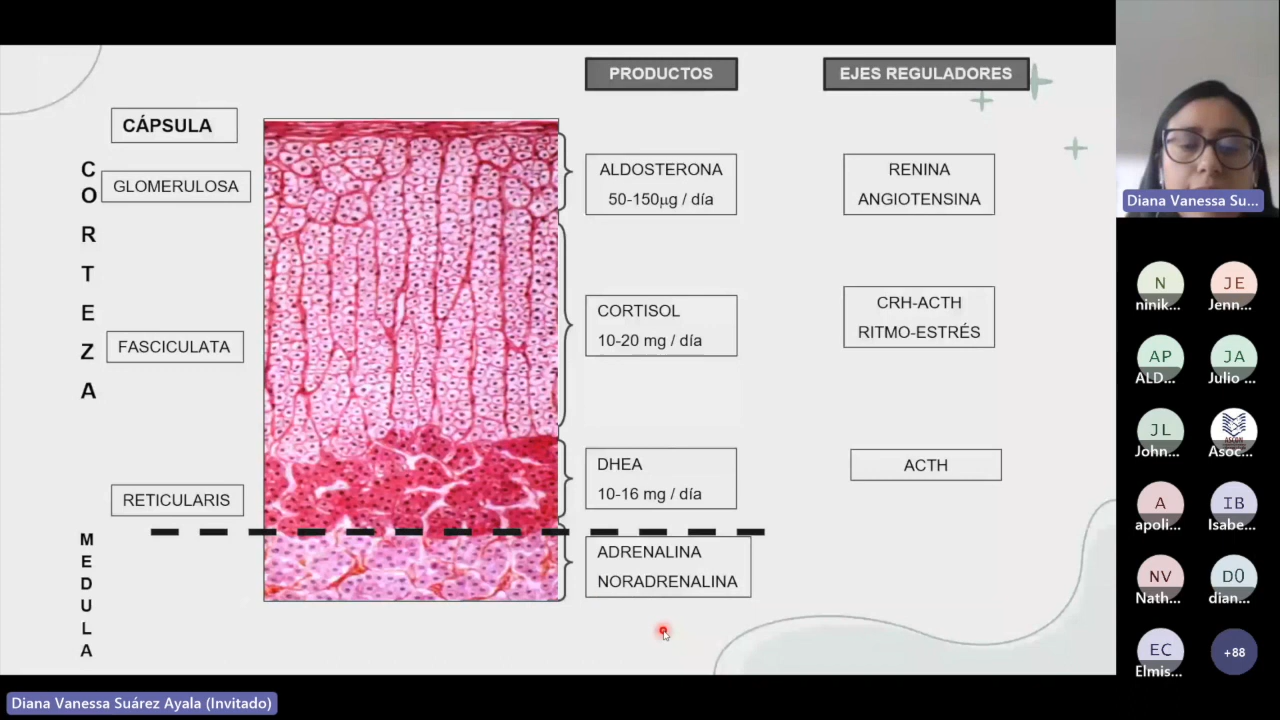 PRODUCTOS
EJES REGULADORES
CÁPSULA
CORTEZA
GLOMERULOSA
ALDOSTERONA
50-150µg / día
RENINA
ANGIOTENSINA
FASCICULATA
CORTISOL
10-20 mg / día
CRH-ACTH
RITMO-ESTRÉS
RETICULARIS
DHEA
10-16 mg / día
ACTH
MEDULA
ADRENALINA
NORADRENALINA
Diana Vanessa Su...
N
ninik...
JE
Jenn...
AP
ALD...
JA
Julio ...
JL
John...
Asoc...
A
apoli...
IB
Isabe...
NV
Nath...
D0
dian...
EC
Elmis...
+88
Diana Vanessa Suárez Ayala (Invitado)